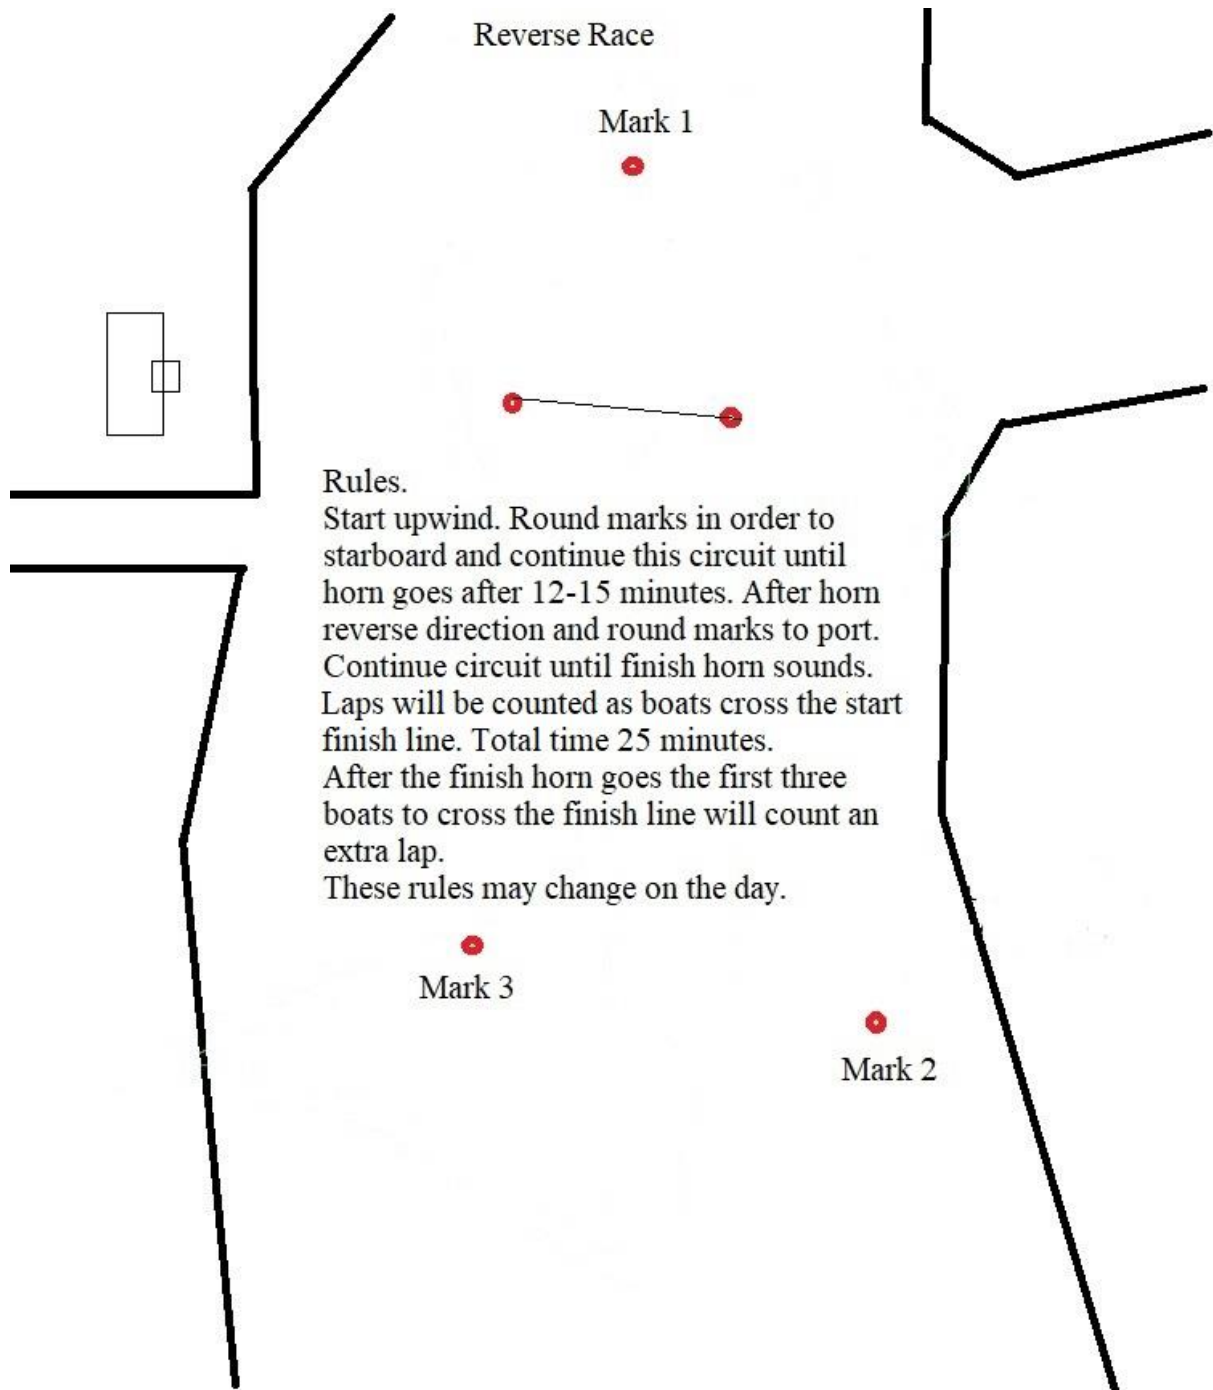 Reverse Race
Mark 1
Rules.
Start upwind. Round marks in order to
starboard and continue this circuit until
horn goes after 12-15 minutes. After horn
reverse direction and round marks to port.
Continue circuit until finish horn sounds.
Laps will be counted as boats cross the start
finish line. Total time 25 minutes.
After the finish horn goes the first three
boats to cross the finish line will count an
extra lap.
These rules may change on the day.
Mark 3
Mark 2